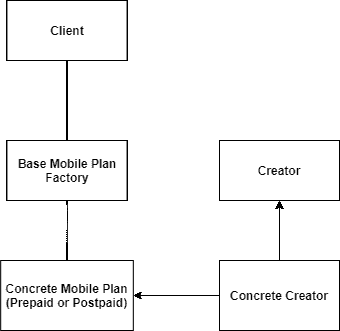 Client
Base Mobile Plan
Factory
Creator
Concrete Mobile Plan
(Prepaid or Postpaid)
Concrete Creator